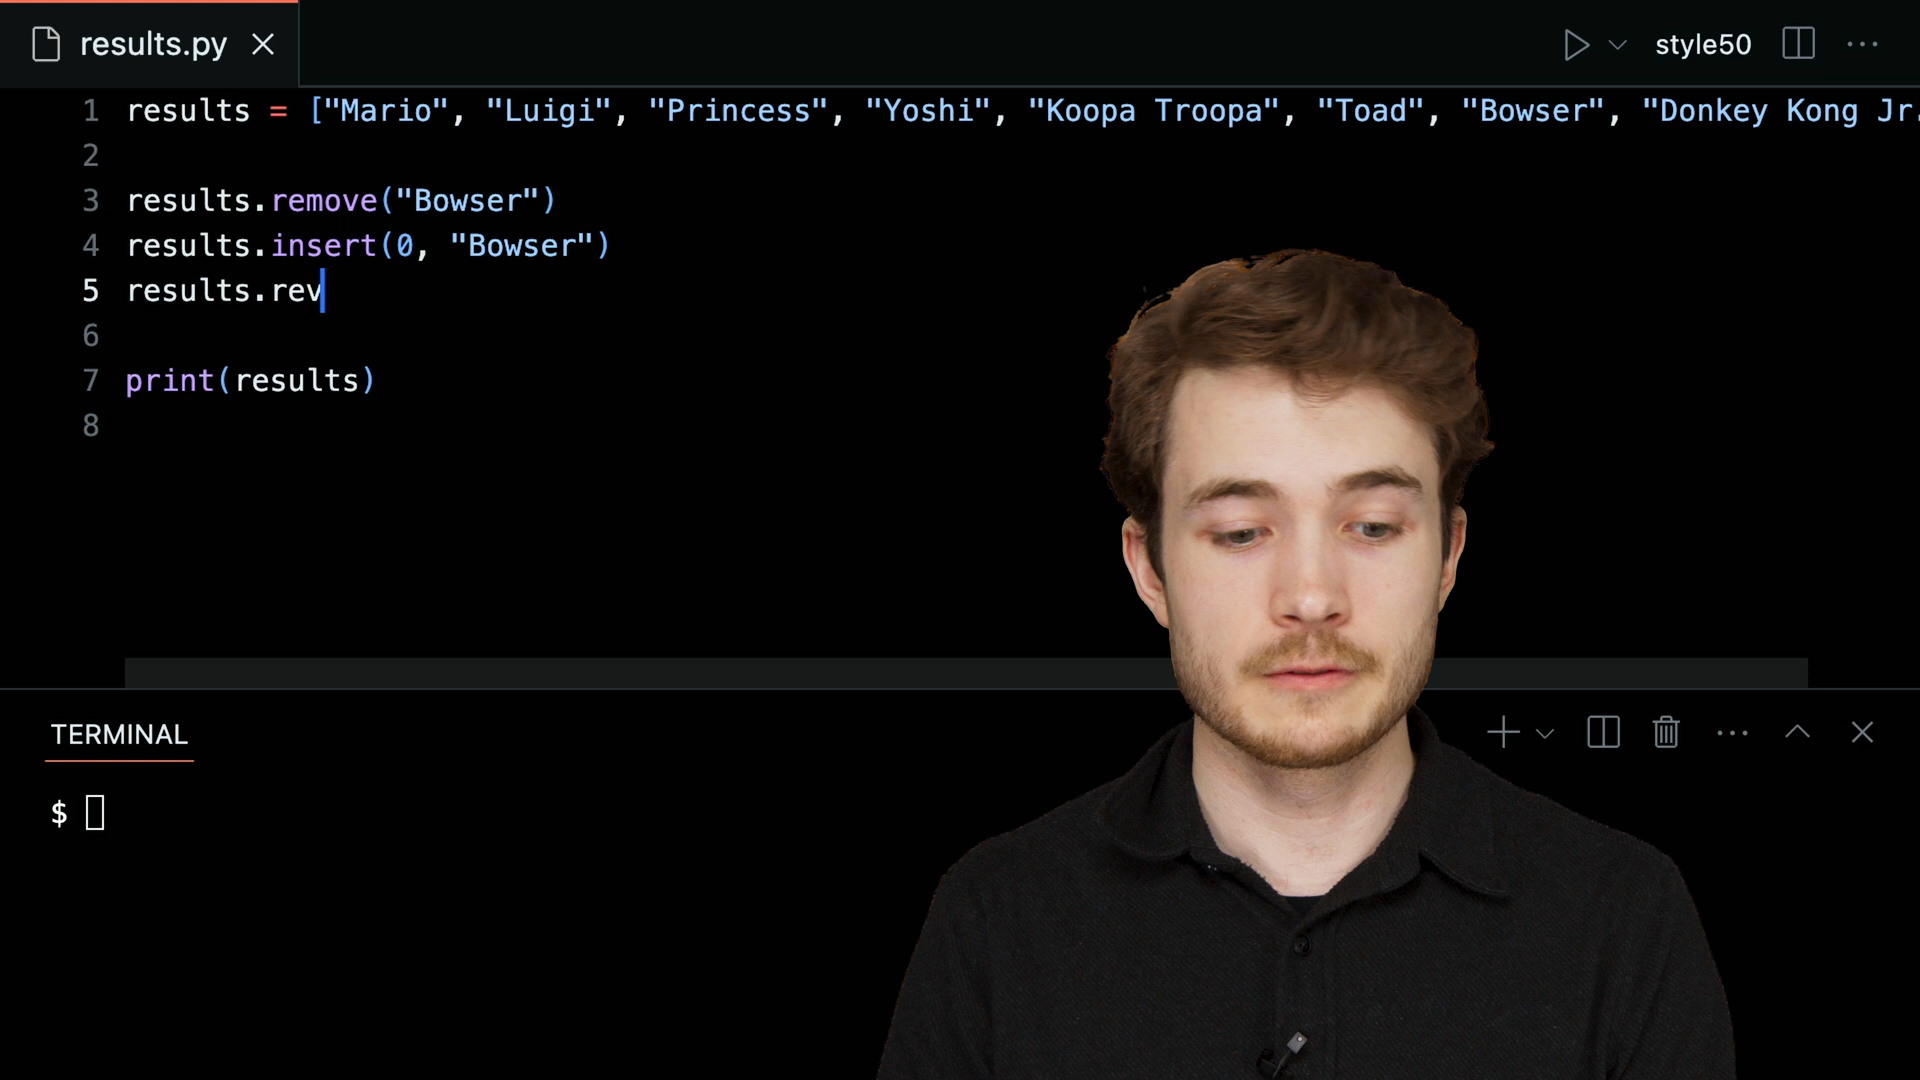 results.py
style50
1 results = ["Mario", "Luigi", "Princess", "Yoshi", "Koopa Troopa", "Toad", "Bowser", "Donkey Kong Jr.
2
3 results.remove("Bowser")
4 results.insert(0, "Bowser")
5 results.rev
6
7 print(results)
8
TERMINAL
$